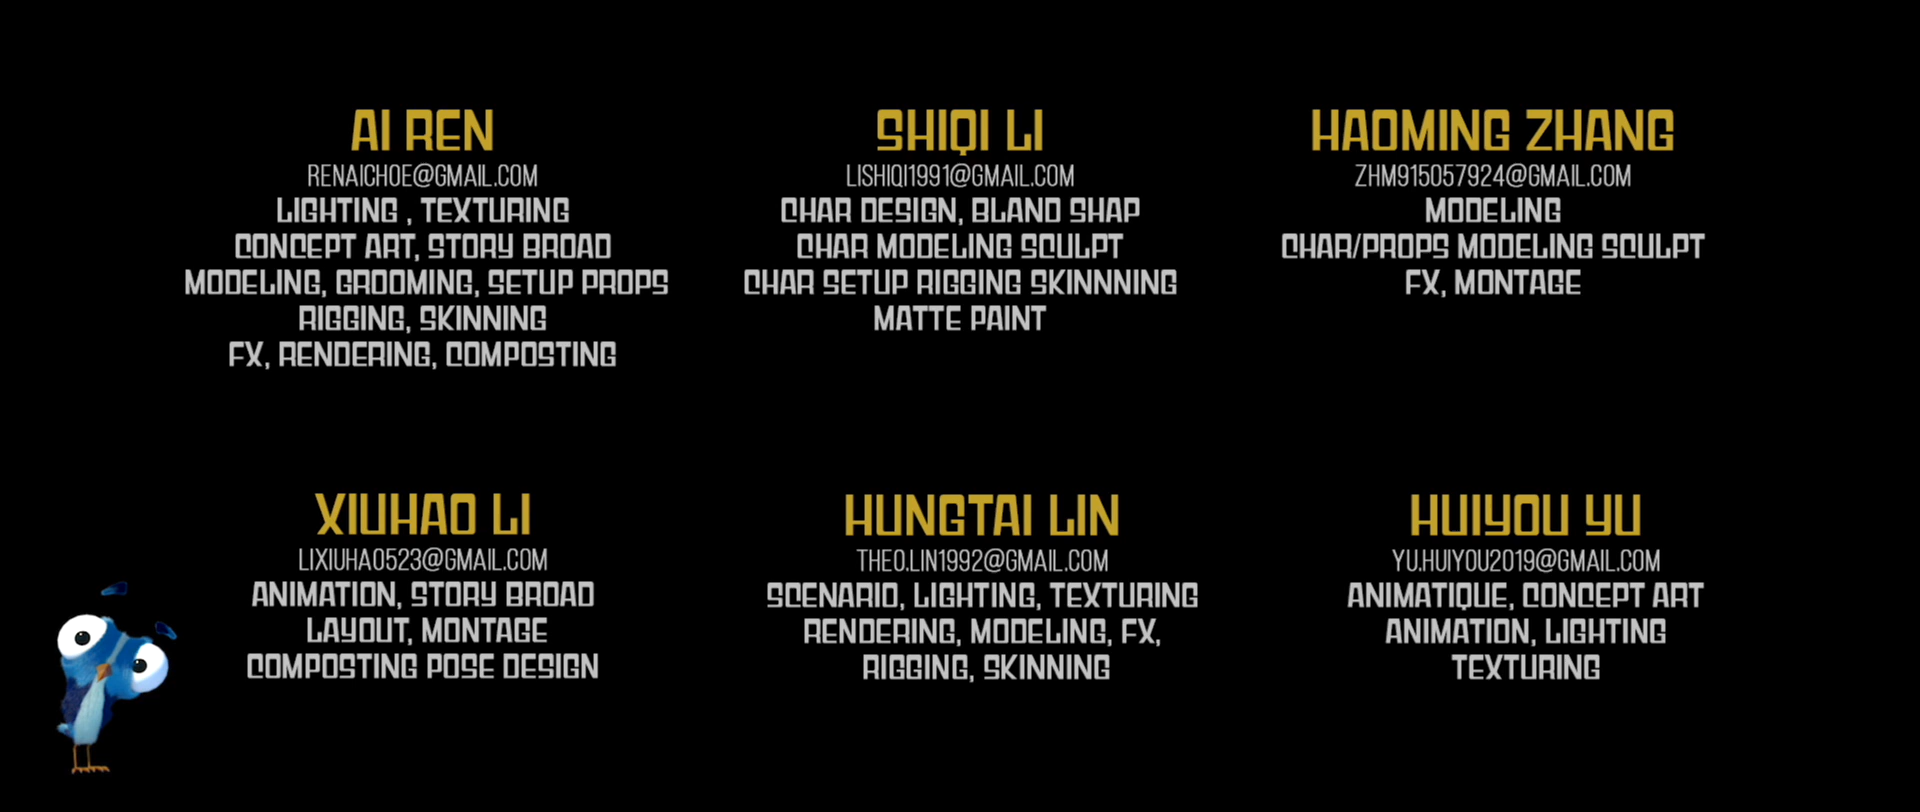 AI REN
RENAICHOE@GMAIL.COM
LIGHTING , TEXTURING
CONCEPT ART, STORY BROAD
MODELING, GROOMING, SETUP PROPS
RIGGING, SKINNING
FX, RENDERING, COMPOSTING
SHIQI LI
LISHIQI1991@GMAIL.COM
CHAR DESIGN, BLAND SHAP
CHAR MODELING SCULPT
CHAR SETUP RIGGING SKINNNING
MATTE PAINT
HAOMING ZHANG
ZHM915057924@GMAIL.COM
MODELING
CHAR/PROPS MODELING SCULPT
FX, MONTAGE
XIUHAO LI
LIXIUHAO523@GMAIL.COM
ANIMATION, STORY BROAD
LAYOUT, MONTAGE
COMPOSTING POSE DESIGN
HUNGTAI LIN
THEO.LIN1992@GMAIL.COM
SCENARIO, LIGHTING, TEXTURING
RENDERING, MODELING, FX,
RIGGING, SKINNING
HUIYOU YU
YU.HUIYOU2019@GMAIL.COM
ANIMATIQUE, CONCEPT ART
ANIMATION, LIGHTING
TEXTURING